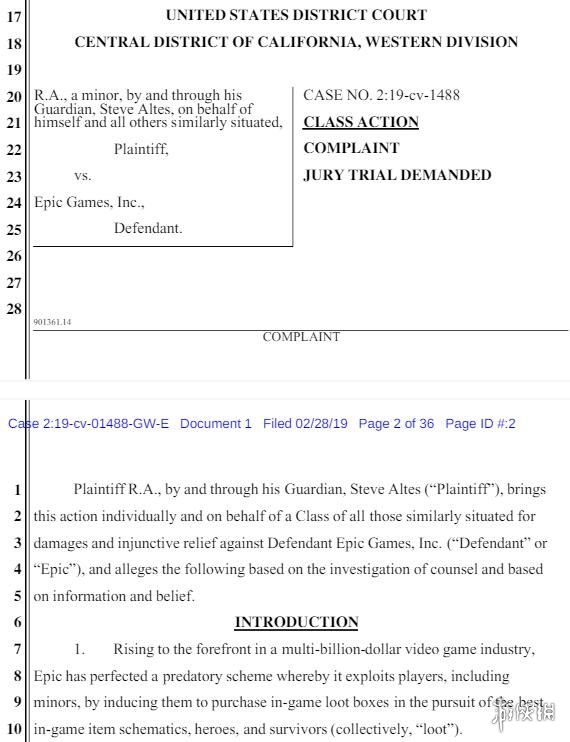 17 UNITED STATES DISTRICT COURT
18 CENTRAL DISTRICT OF CALIFORNIA, WESTERN DIVISION
19
20 R.A., a minor, by and through his
Guardian, Steve Altes, on behalf of
21 himself and all others similarly situated,
22 Plaintiff,
23 vs.
24 Epic Games, Inc.,
25 Defendant.
CASE NO. 2:19-cv-1488
CLASS ACTION
COMPLAINT
JURY TRIAL DEMANDED
26
27
28
901361.14
COMPLAINT
Case 2:19-cv-01488-GW-E Document 1 Filed 02/28/19 Page 2 of 36 Page ID #:2
1 Plaintiff R.A., by and through his Guardian, Steve Altes (“Plaintiff”), brings
2 this action individually and on behalf of a Class of all those similarly situated for
3 damages and injunctive relief against Defendant Epic Games, Inc. (“Defendant” or
4 “Epic”), and alleges the following based on the investigation of counsel and based
5 on information and belief.
6 INTRODUCTION
7 1. Rising to the forefront in a multi-billion-dollar video game industry,
8 Epic has perfected a predatory scheme whereby it exploits players, including
9 minors, by inducing them to purchase in-game loot boxes in the pursuit of the best
10 in-game item schematics, heroes, and survivors (collectively, “loot”).
游侠网